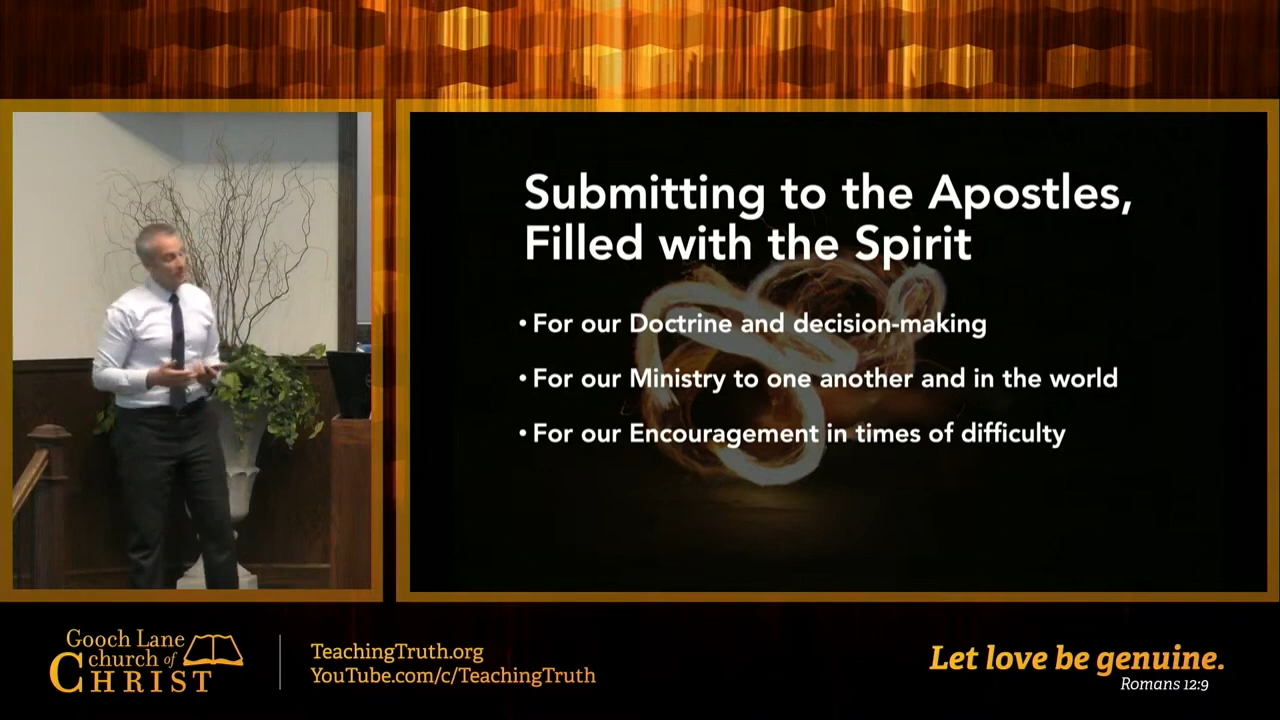 Submitting to the Apostles,
Filled with the Spirit
• For our Doctrine and decision-making
• For our Ministry to one another and in the world
• For our Encouragement in times of difficulty
Gooch Lane
church of
CHRIST
TeachingTruth.org
YouTube.com/c/TeachingTruth
Let love be genuine.
Romans 12:9